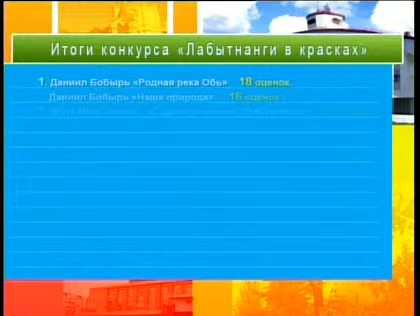 Итоги конкурса «Лабытнанги в красках»
1. Даниил Бобырь «Родная река Обь» 18 оценок.
Даниил Бобырь «Наша природа» 16 оценок.